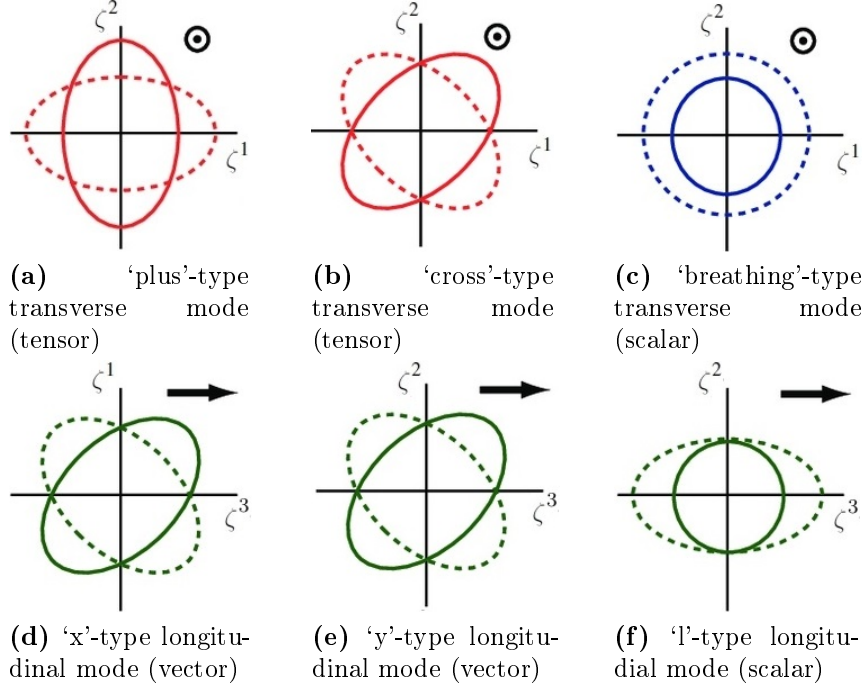 ζ² ζ² ζ²
ζ¹ ζ¹ ζ¹
(a) ‘plus’-type
transverse mode
(tensor)
(b) ‘cross’-type
transverse mode
(tensor)
(c) ‘breathing’-type
transverse mode
(scalar)
ζ¹ ζ² ζ²
ζ³ ζ³ ζ³
(d) ‘x’-type longitu-
dinal mode (vector)
(e) ‘y’-type longitu-
dinal mode (vector)
(f) ‘l’-type longitu-
dial mode (scalar)